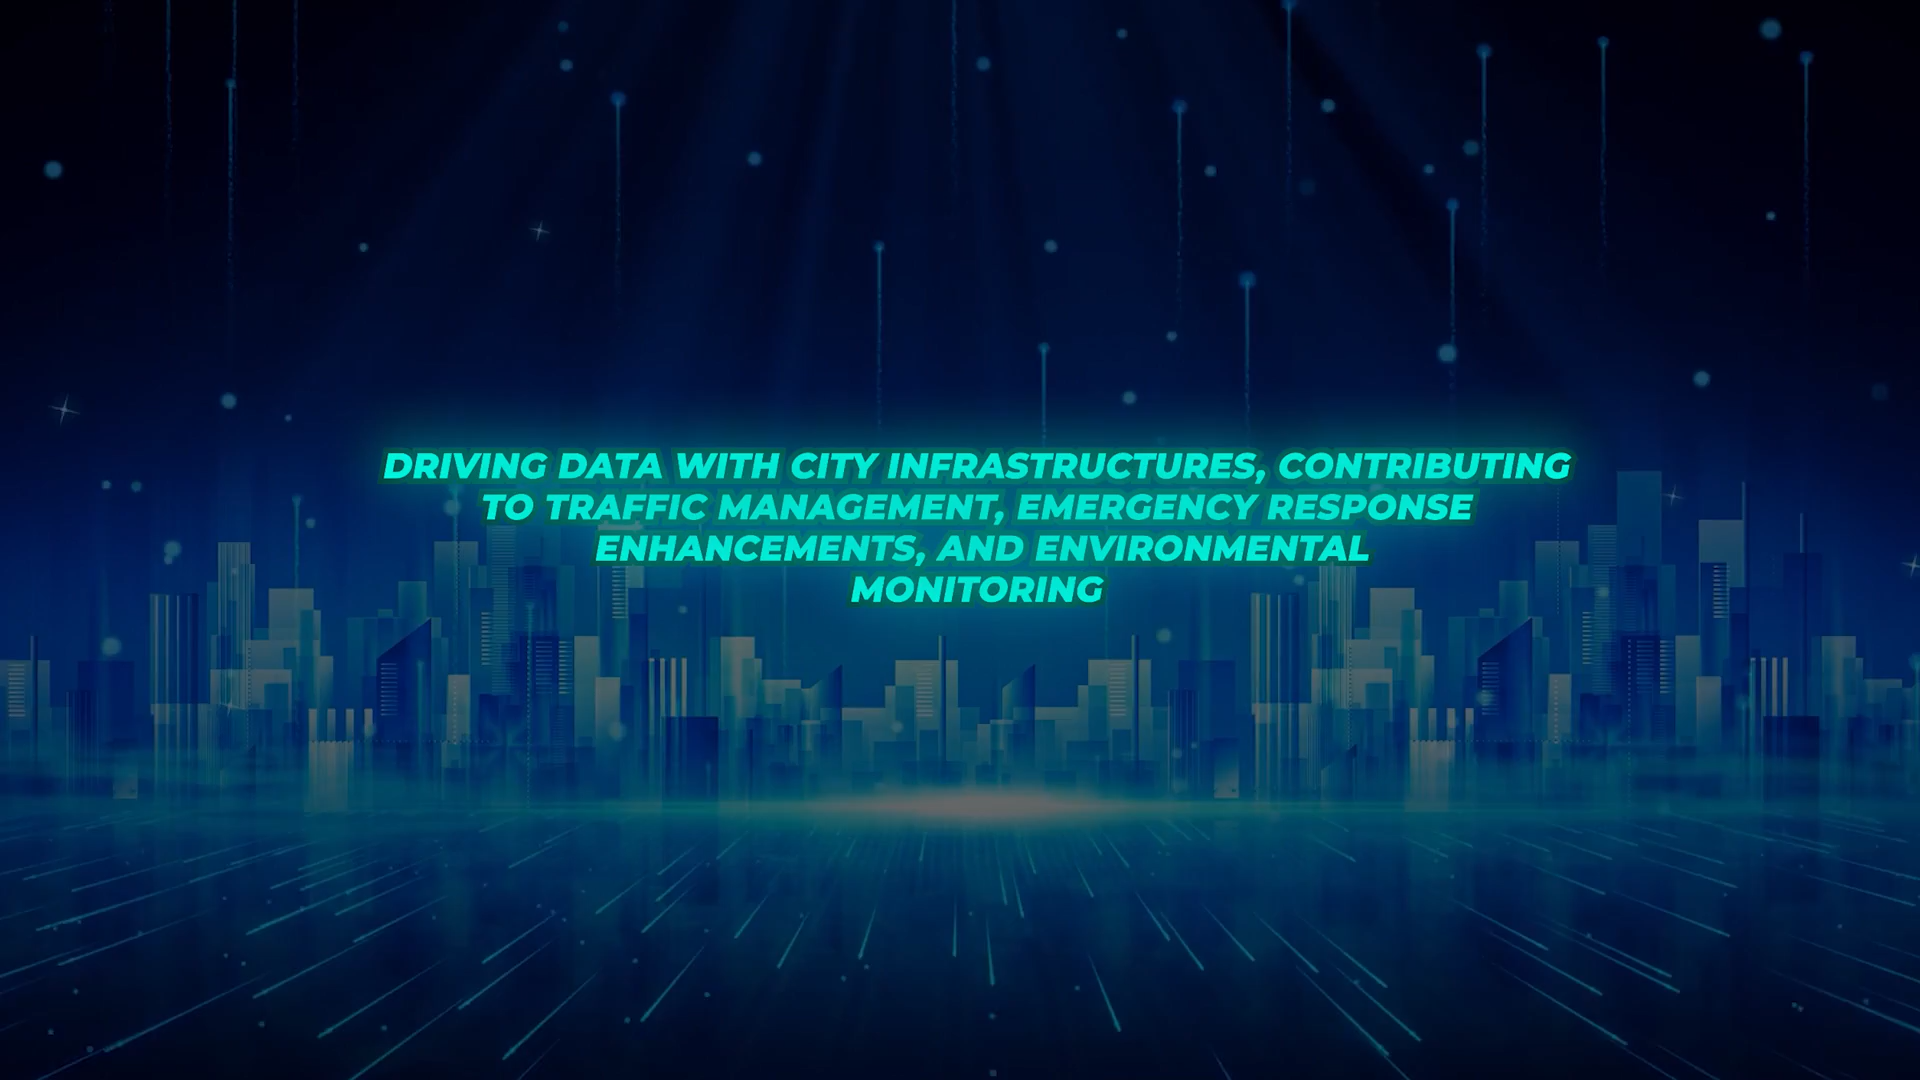 DRIVING DATA WITH CITY INFRASTRUCTURES, CONTRIBUTING
TO TRAFFIC MANAGEMENT, EMERGENCY RESPONSE
ENHANCEMENTS, AND ENVIRONMENTAL
MONITORING